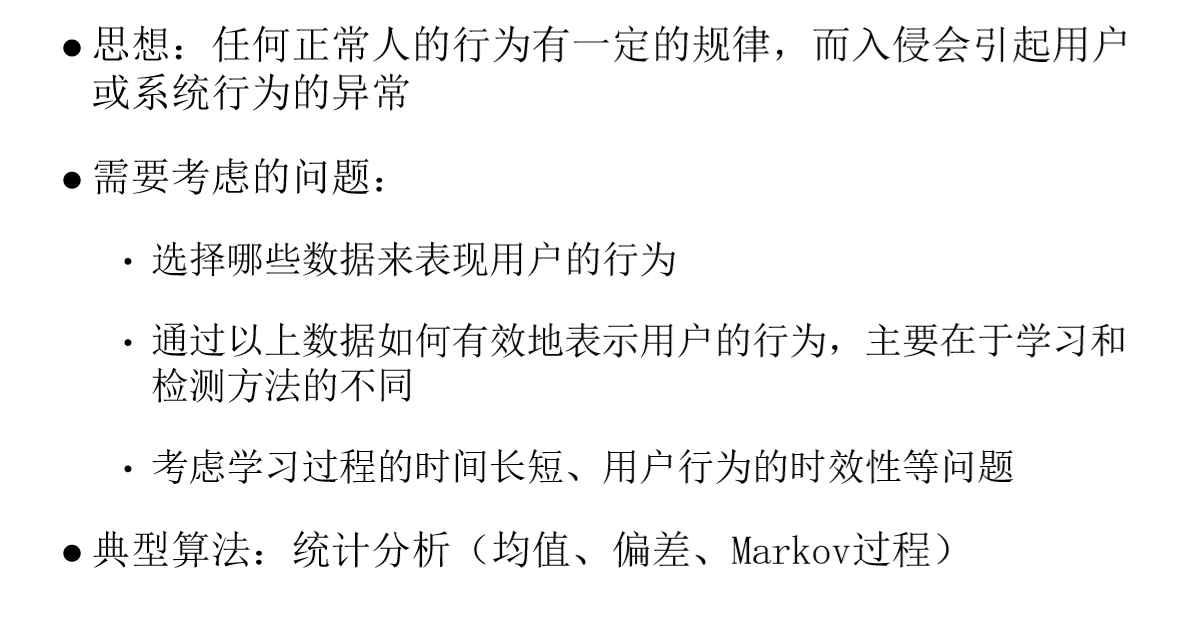 ● 思想：任何正常人的行为有一定的规律，而入侵会引起用户
或系统行为的异常
● 需要考虑的问题：
· 选择哪些数据来表现用户的行为
· 通过以上数据如何有效地表示用户的行为，主要在于学习和
检测方法的不同
· 考虑学习过程的时间长短、用户行为的时效性等问题
● 典型算法：统计分析（均值、偏差、Markov过程）